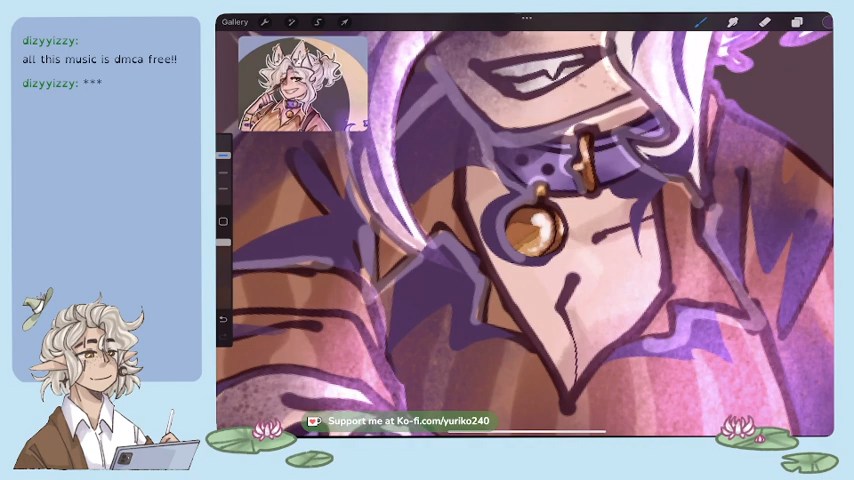 dizyyizzy:
all this music is dmca free!!
dizyyizzy: ***
Gallery
Support me at Ko-fi.com/yuriko240